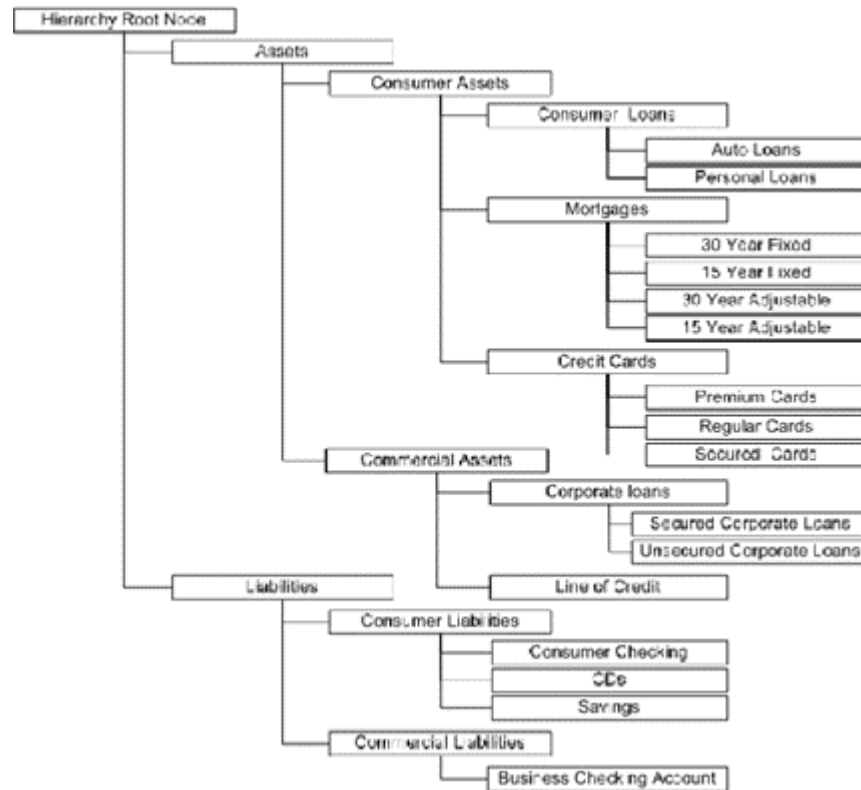 Hierarchy Root Node
Assets
Consumer Assets
Consumer Loans
Auto Loans
Personal Loans
Mortgages
30 Year Fixed
15 Year Fixed
30 Year Adjustable
15 Year Adjustable
Credit Cards
Premium Cards
Regular Cards
Secured Cards
Commercial Assets
Corporate loans
Secured Corporate Loans
Unsecured Corporate Loans
Liabilities
Line of Credit
Consumer Liabilities
Consumer Checking
CDs
Savings
Commercial Liabilities
Business Checking Account